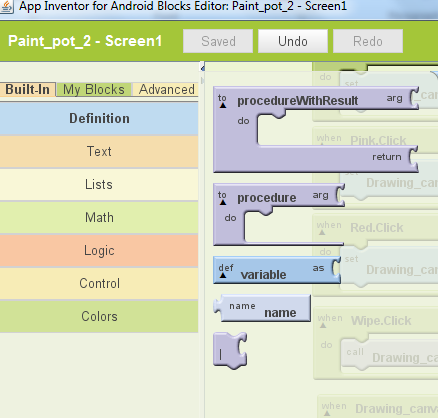 App Inventor for Android Blocks Editor: Paint_pot_2 - Screen1
Paint_pot_2 - Screen1 Saved Undo Redo
Built-In My Blocks Advanced
Definition
Text
Lists
Math
Logic
Control
Colors
to procedureWithResult arg
do
return
to procedure arg
do
def variable as
name name
do set
Drawing_canv
when Pink.Click
do set
Drawing_canv
when Red.Click
do set
Drawing_canv
when Wipe.Click
do call Drawing_c
when Drawing_canv